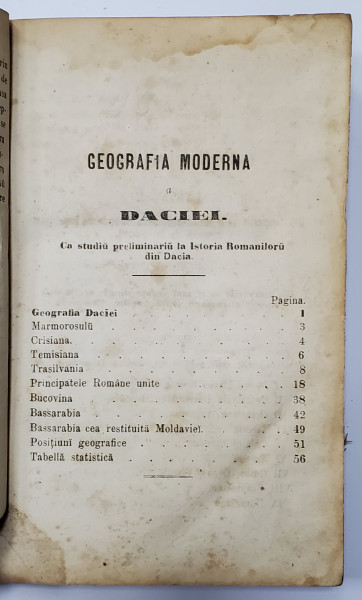 GEOGRAFIA MODERNA
a
DACIEI.
Ca studiŭ preliminariŭ la Istoria Romanilorŭ
din Dacia.
Pagina.
Geografia Daciei . . . . . . . . 1
Marmorosulŭ . . . . . . . . 3
Crisiana. . . . . . . . . 4
Temisiana . . . . . . . . 6
Trasilvania . . . . . . . . 8
Principatele Române unite . . . . . . 18
Bucovina . . . . . . . . 38
Bassarabia . . . . . . . . 42
Bassarabia cea restituită Moldaviei. . . . . 49
Poșițiuni geografice . . . . . . 51
Tabellă statistică . . . . . . . 56